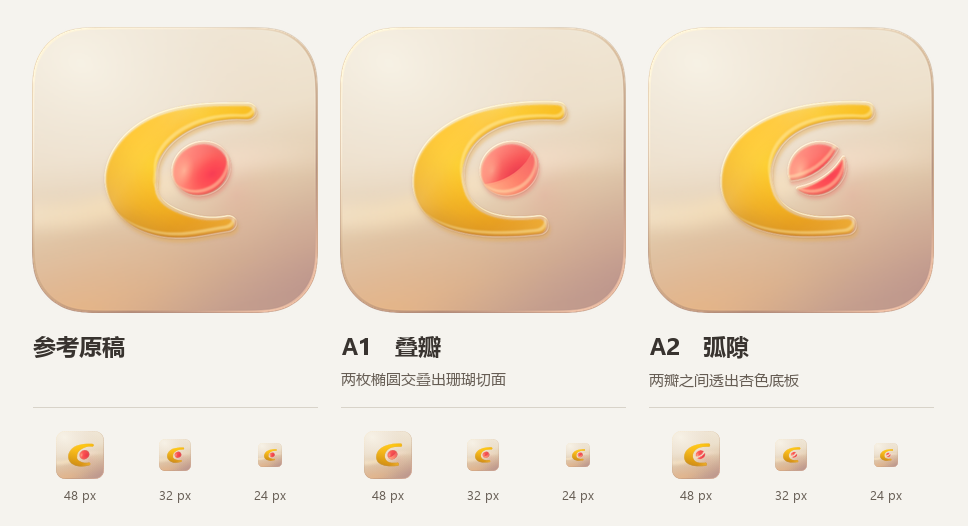 参考原稿
A1 叠瓣
两枚椭圆交叠出珊瑚切面
A2 弧隙
两瓣之间透出杏色底板
48 px 32 px 24 px
48 px 32 px 24 px
48 px 32 px 24 px